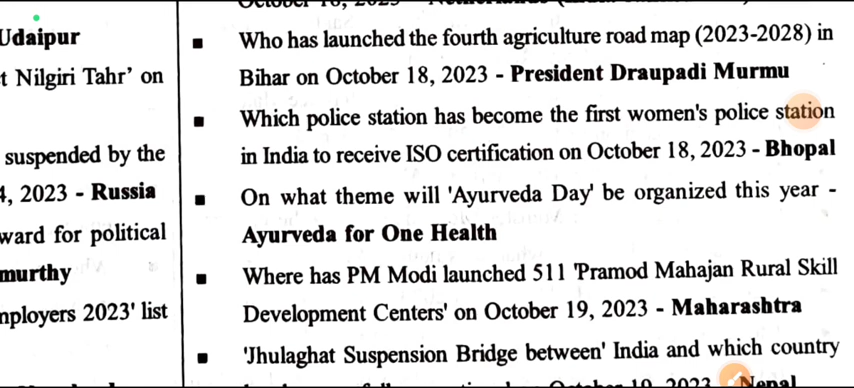 Udaipur
t Nilgiri Tahr’ on
suspended by the
4, 2023 - Russia
ward for political
murthy
nployers 2023' list
■ Who has launched the fourth agriculture road map (2023-2028) in
Bihar on October 18, 2023 - President Draupadi Murmu
■ Which police station has become the first women's police station
in India to receive ISO certification on October 18, 2023 - Bhopal
■ On what theme will 'Ayurveda Day' be organized this year -
Ayurveda for One Health
■ Where has PM Modi launched 511 'Pramod Mahajan Rural Skill
Development Centers' on October 19, 2023 - Maharashtra
■ 'Jhulaghat Suspension Bridge between' India and which country
2023 Nepal